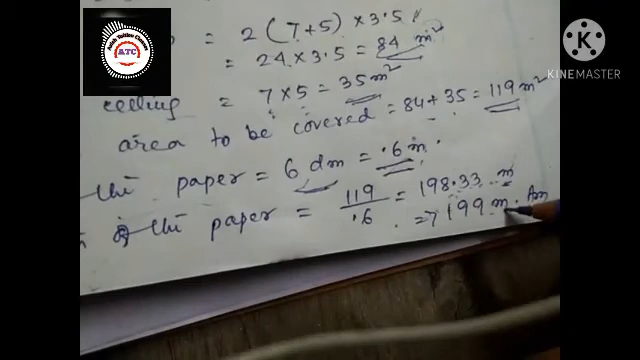 = 2 (7+5) × 3.5
= 24 × 3.5 = 84 m²
ceiling = 7 × 5 = 35 m²
area to be covered = 84 + 35 = 119 m²
the paper = 6 dm = .6 m
the paper = 119/.6 = 198.33 m
=> 199 m. Ans
ATC
KINEMASTER